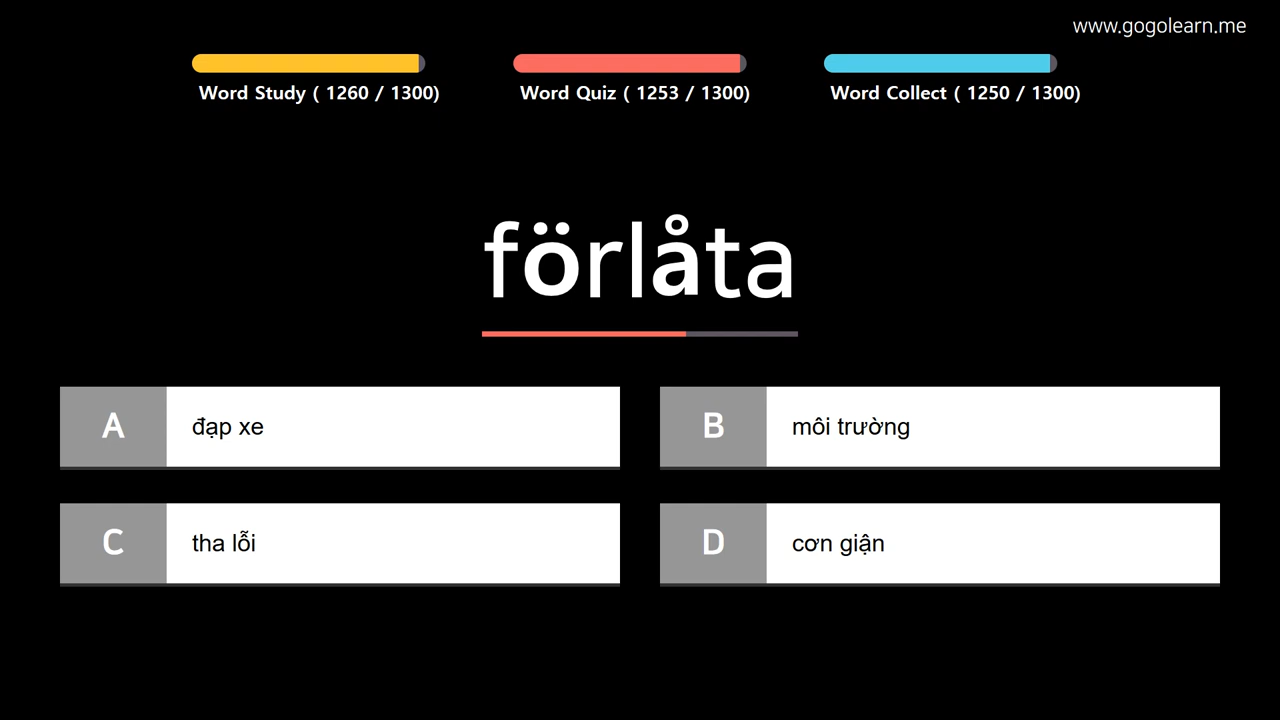 www.gogolearn.me
Word Study ( 1260 / 1300)
Word Quiz ( 1253 / 1300)
Word Collect ( 1250 / 1300)
förlåta
A
đạp xe
B
môi trường
C
tha lỗi
D
cơn giận